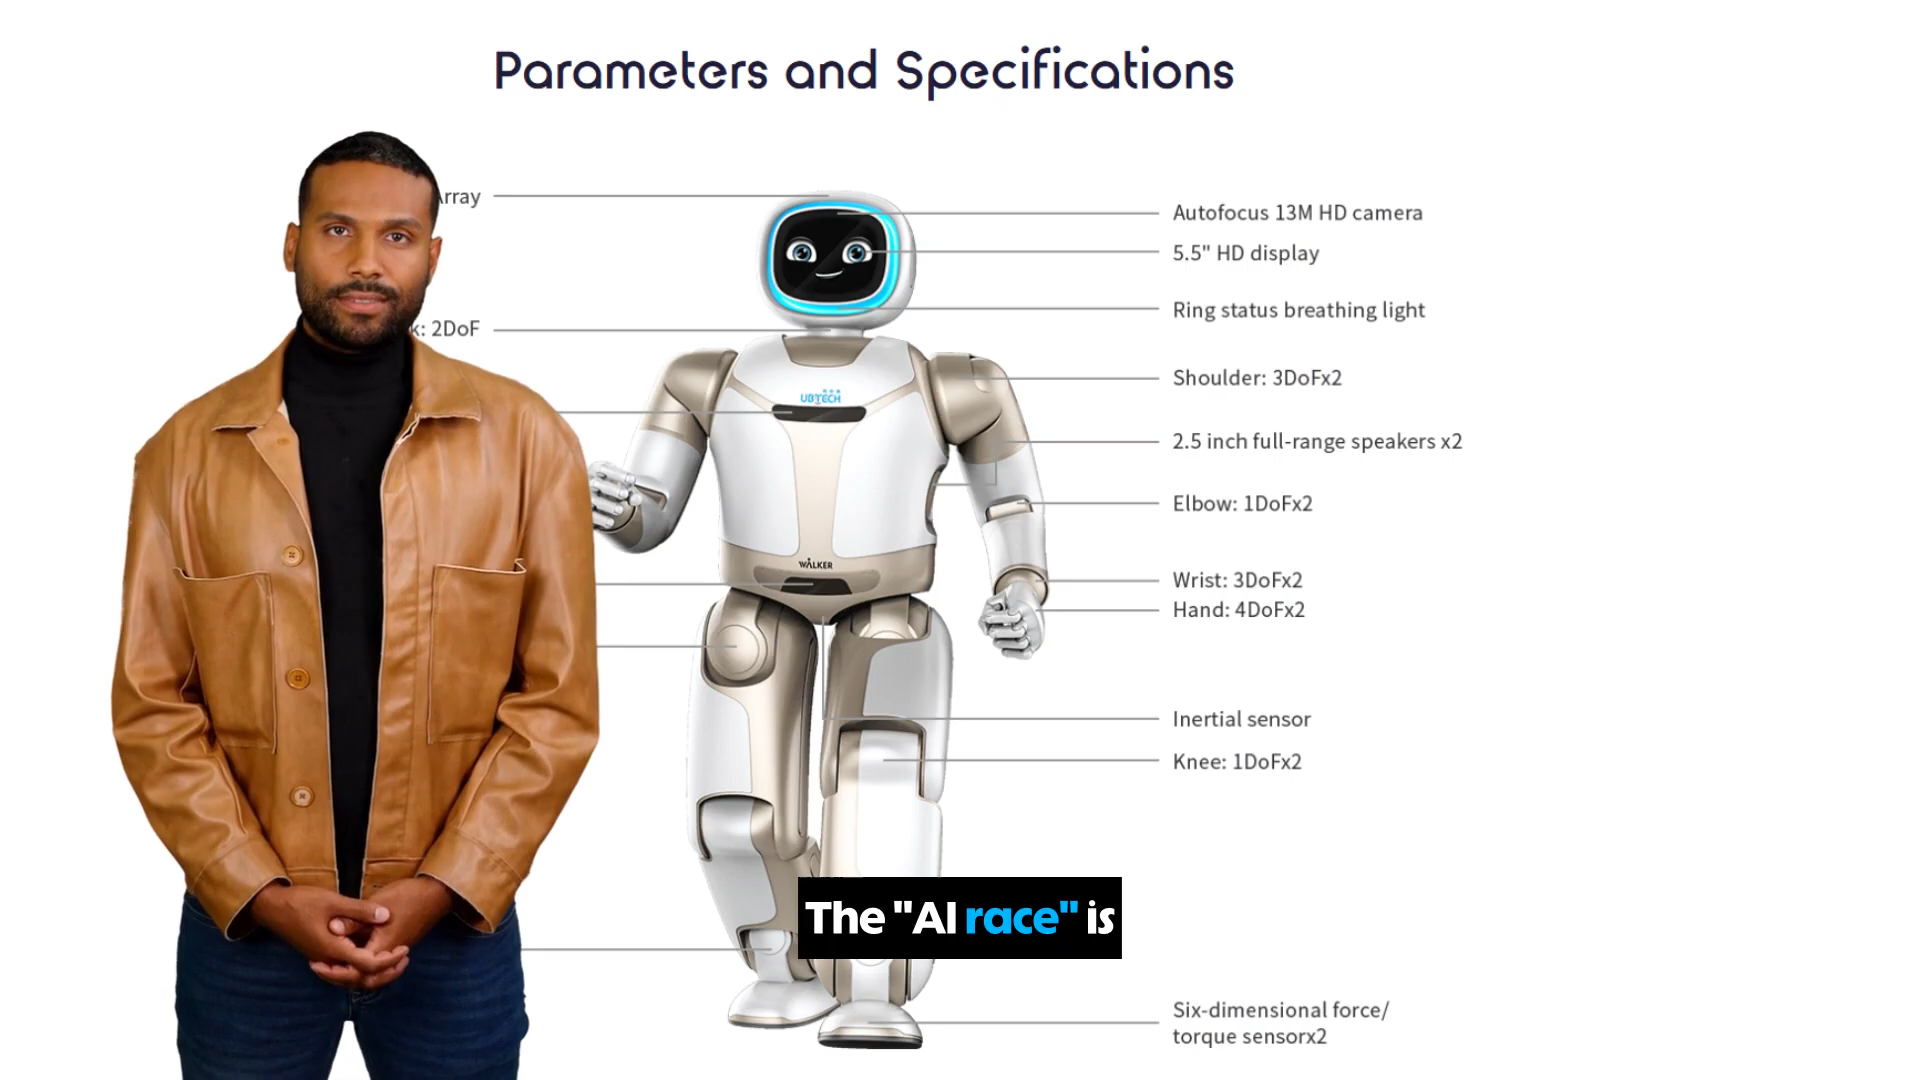 Parameters and Specifications
Array
2DoF
Autofocus 13M HD camera
5.5" HD display
Ring status breathing light
Shoulder: 3DoFx2
2.5 inch full-range speakers x2
Elbow: 1DoFx2
Wrist: 3DoFx2
Hand: 4DoFx2
Inertial sensor
Knee: 1DoFx2
Six-dimensional force/
torque sensorx2
UBTECH
WALKER
The "AI race" is